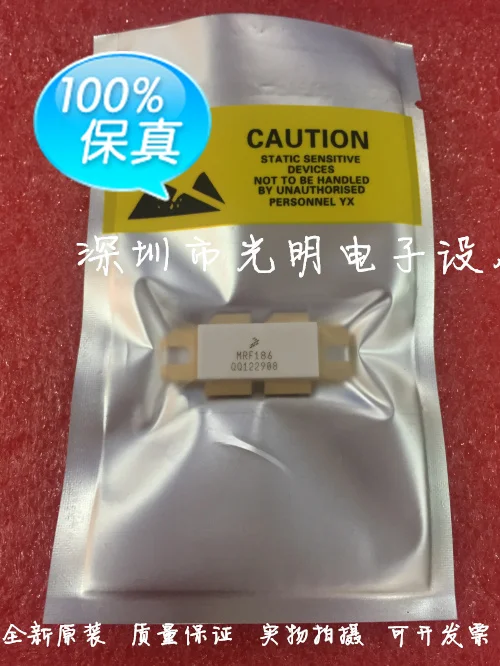 100%
保真
CAUTION
STATIC SENSITIVE
DEVICES
NOT TO BE HANDLED
BY UNAUTHORISED
PERSONNEL YX
深圳市光明电子设
MRF186
QQ122908
全新原装 质量保证 实物拍摄 可开发票